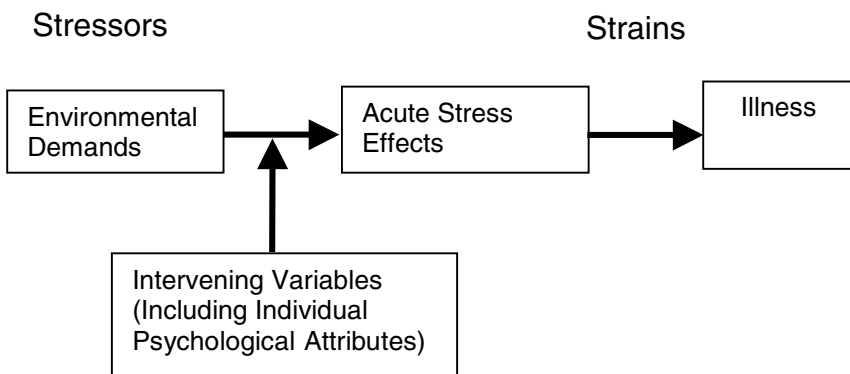 Stressors
Strains
Environmental
Demands
Acute Stress
Effects
Illness
Intervening Variables
(Including Individual
Psychological Attributes)